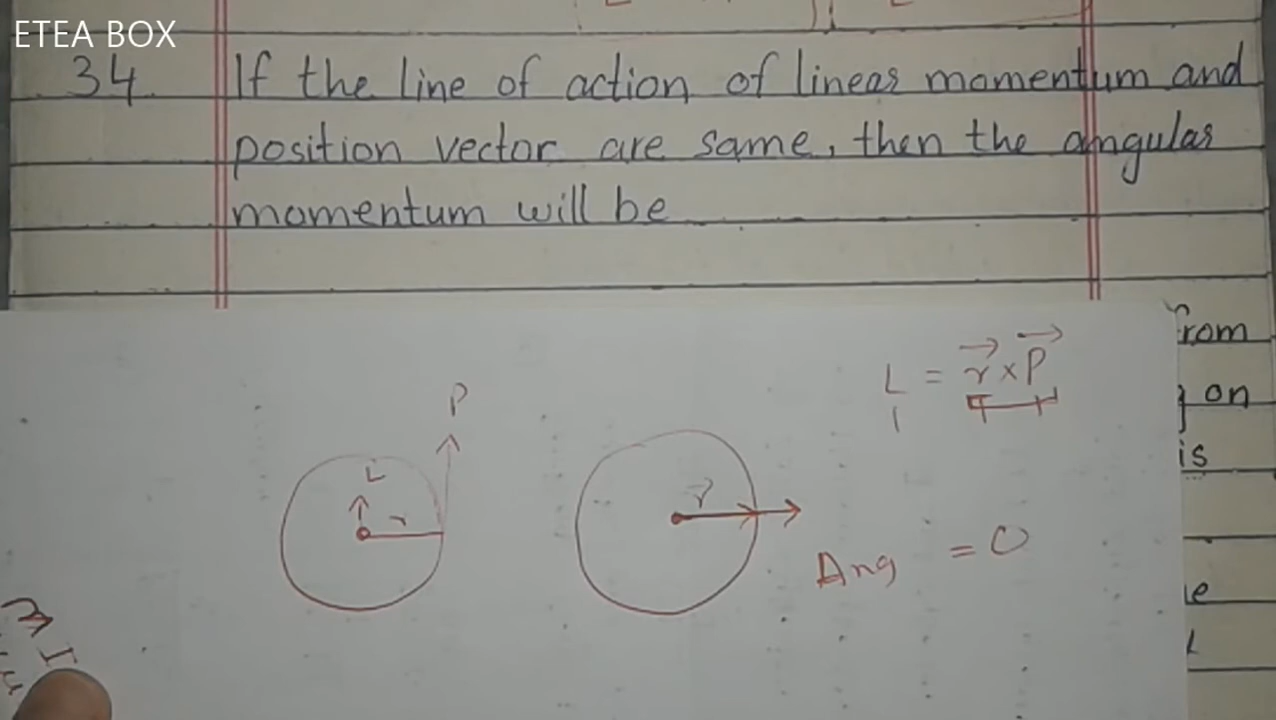 ETEA BOX
34. If the line of action of linear momentum and
position vector are same, then the angular
momentum will be
from
on
is
L = r × P
P
L
r
r
Ang = 0
e